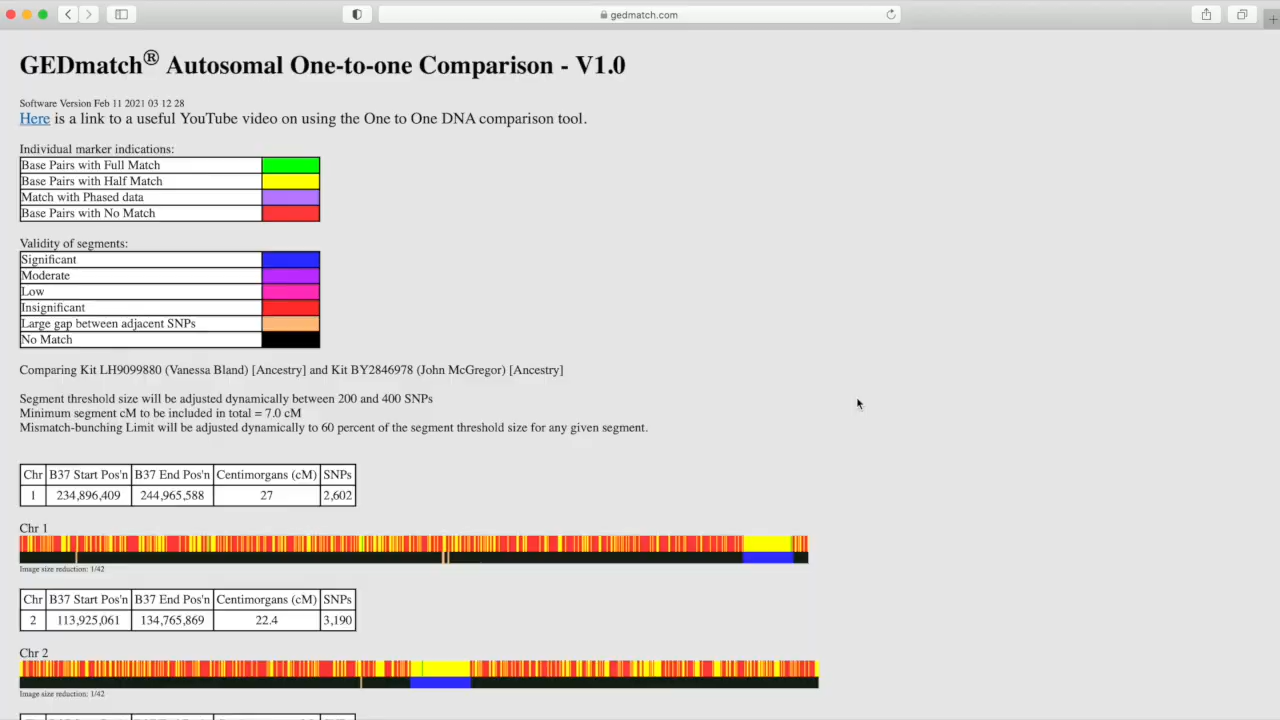 gedmatch.com
GEDmatch® Autosomal One-to-one Comparison - V1.0
Software Version Feb 11 2021 03 12 28
Here is a link to a useful YouTube video on using the One to One DNA comparison tool.
Individual marker indications:
Base Pairs with Full Match
Base Pairs with Half Match
Match with Phased data
Base Pairs with No Match
Validity of segments:
Significant
Moderate
Low
Insignificant
Large gap between adjacent SNPs
No Match
Comparing Kit LH9099880 (Vanessa Bland) [Ancestry] and Kit BY2846978 (John McGregor) [Ancestry]
Segment threshold size will be adjusted dynamically between 200 and 400 SNPs
Minimum segment cM to be included in total = 7.0 cM
Mismatch-bunching Limit will be adjusted dynamically to 60 percent of the segment threshold size for any given segment.
Chr B37 Start Pos'n B37 End Pos'n Centimorgans (cM) SNPs
1 234,896,409 244,965,588 27 2,602
Chr 1
Image size reduction: 1/42
Chr B37 Start Pos'n B37 End Pos'n Centimorgans (cM) SNPs
2 113,925,061 134,765,869 22.4 3,190
Chr 2
Image size reduction: 1/42